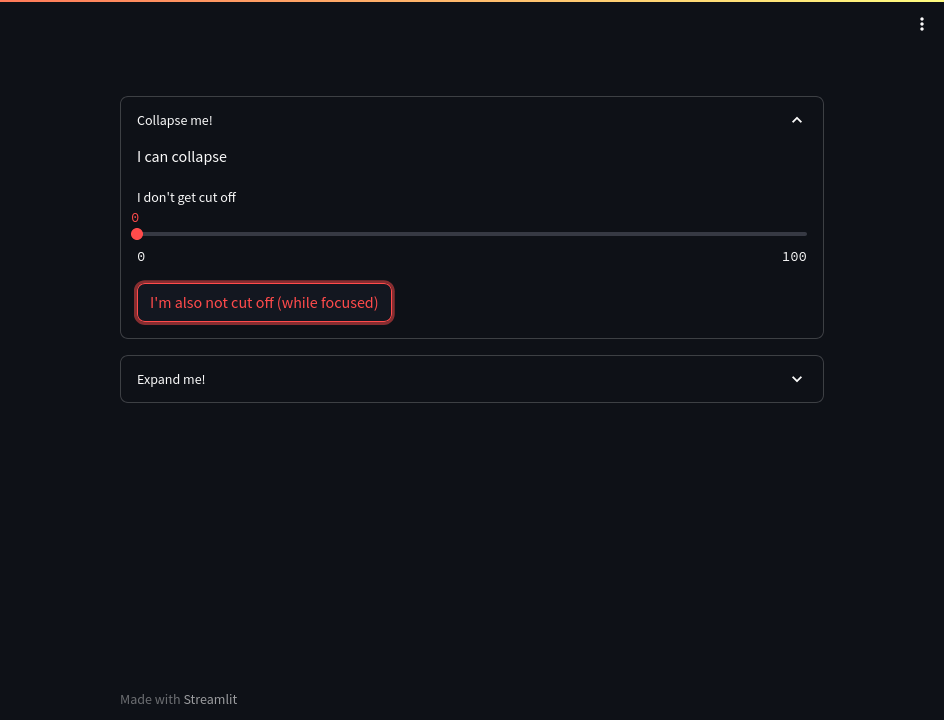 Collapse me!
I can collapse
I don't get cut off
0
0 100
I'm also not cut off (while focused)
Expand me!
Made with Streamlit